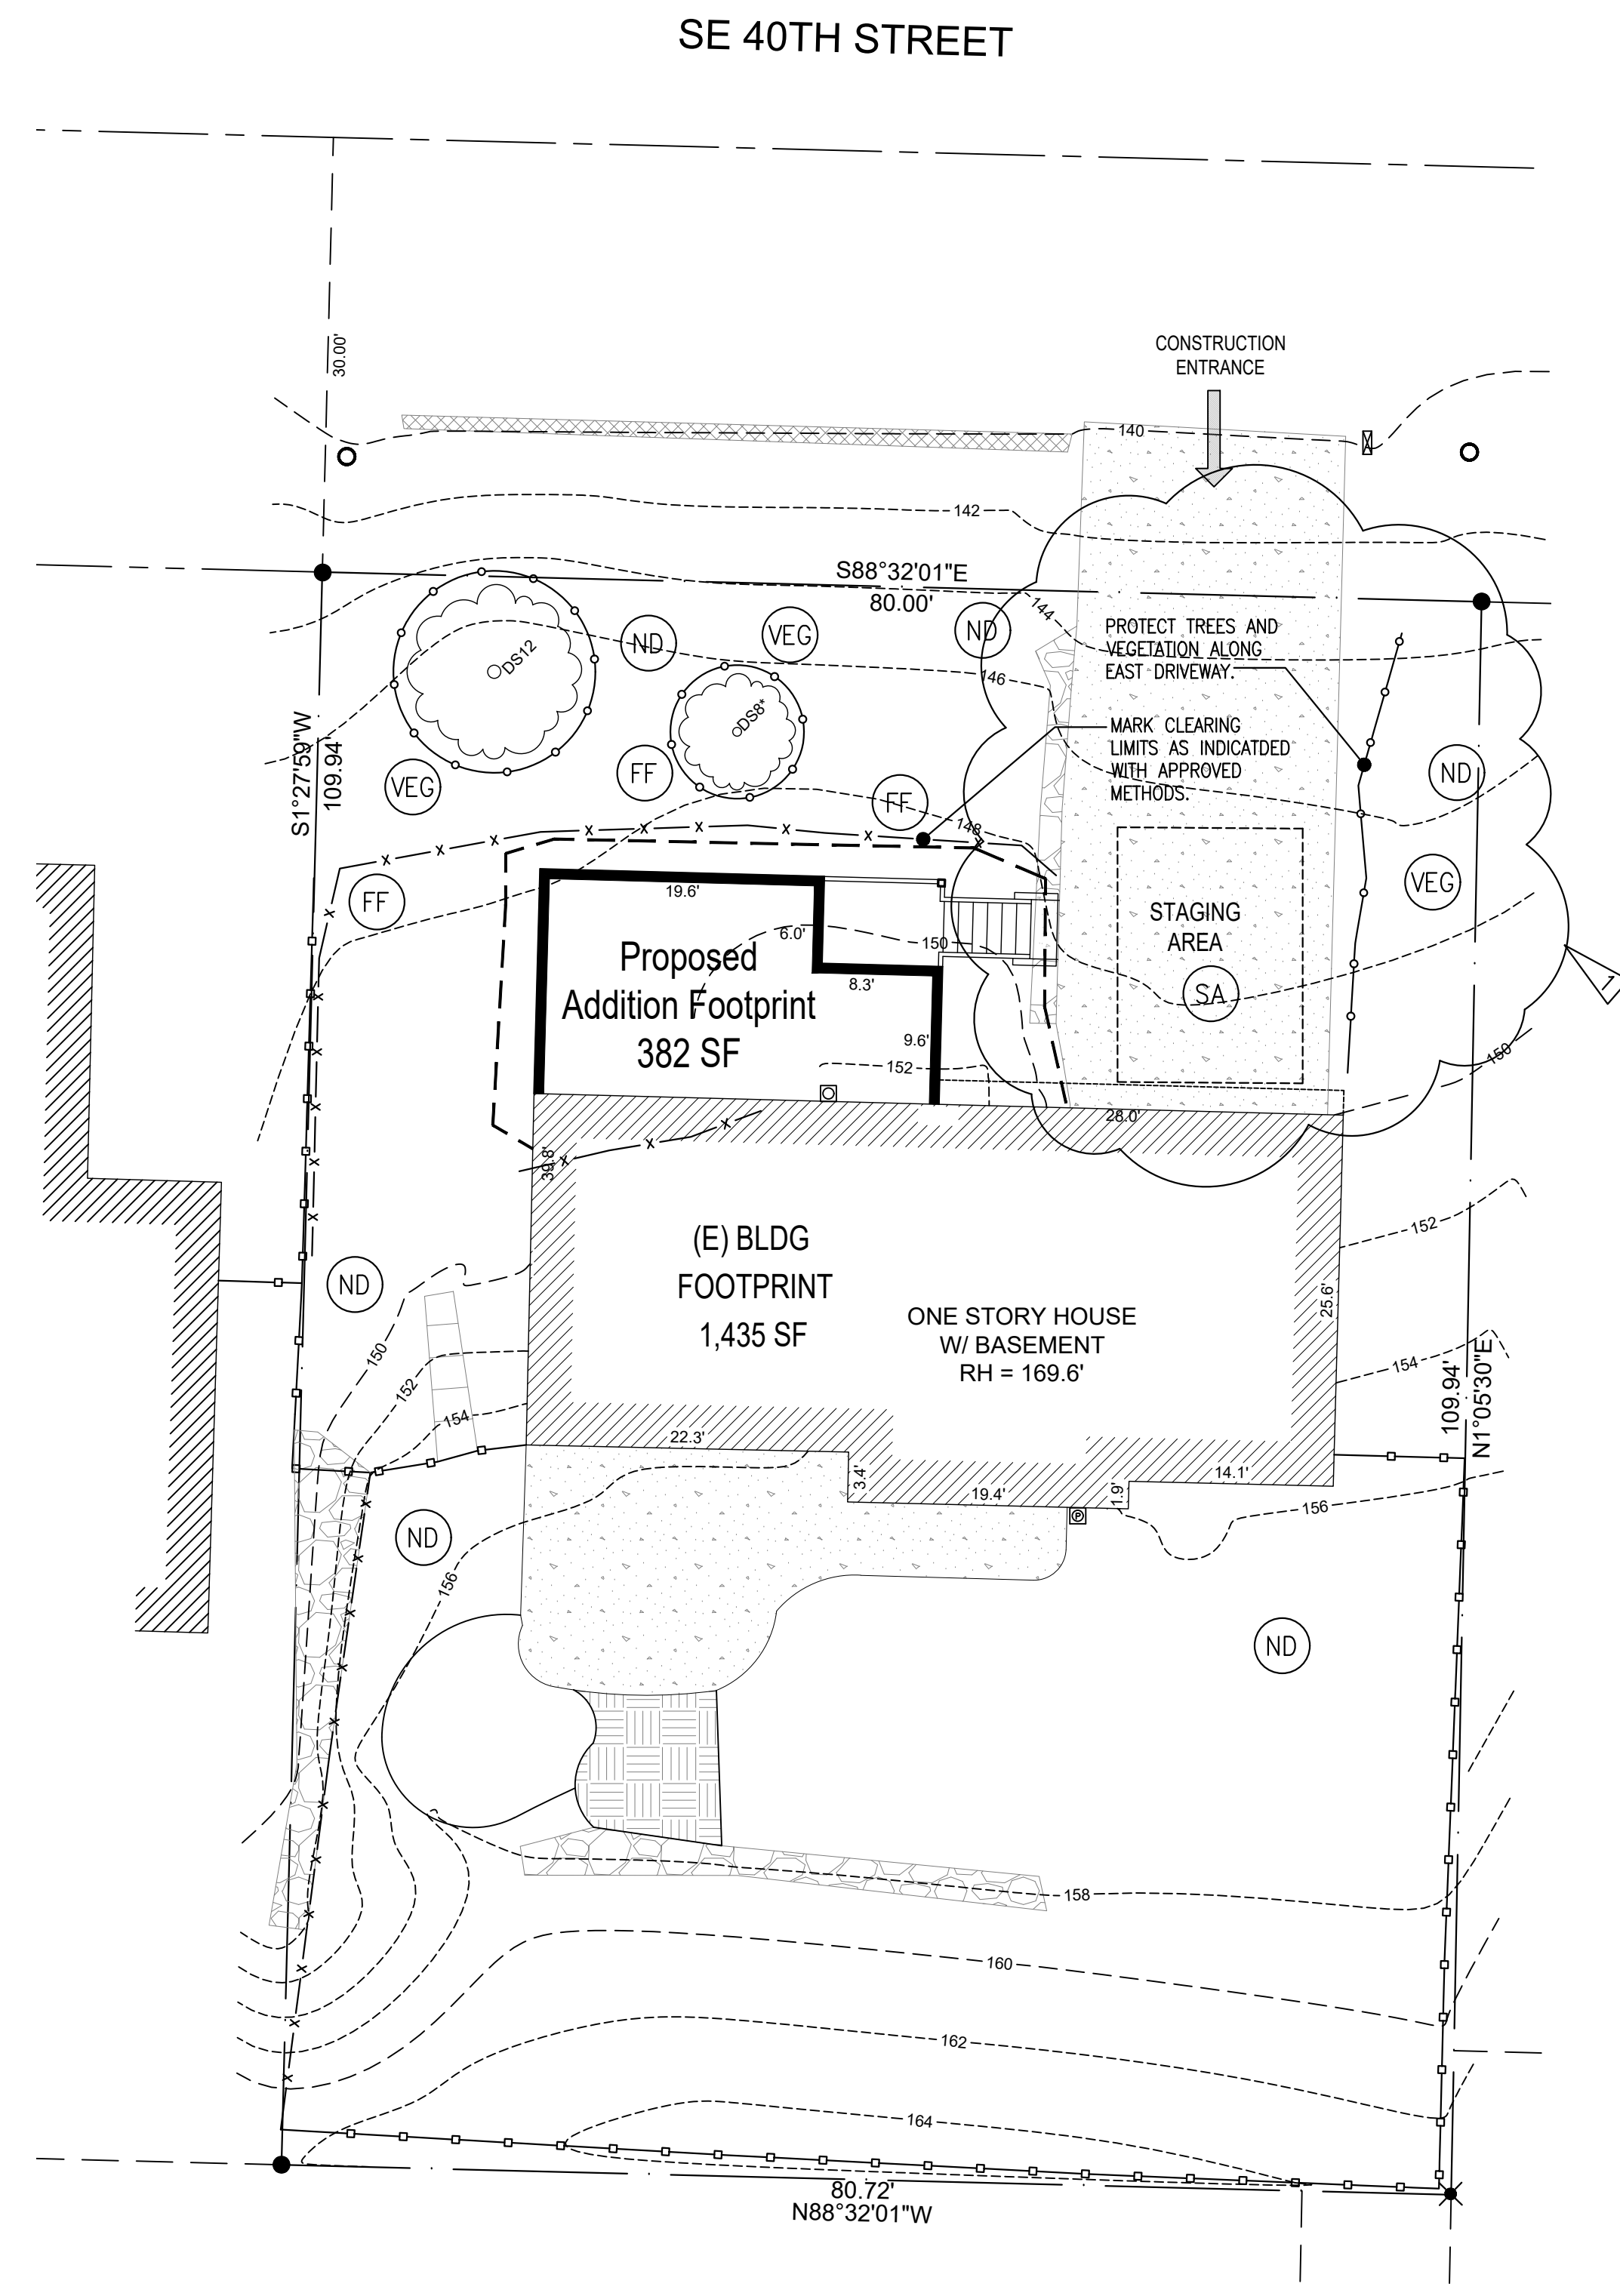 SE 40TH STREET
30.00'
CONSTRUCTION
ENTRANCE
140
142
S88°32'01"E
80.00'
144
ND
VEG
ND
PROTECT TREES AND
VEGETATION ALONG
EAST DRIVEWAY.
DS12
146
DS8*
MARK CLEARING
LIMITS AS INDICATDED
WITH APPROVED
METHODS.
S1°27'59"W
109.94'
VEG
FF
FF
ND
148
FF
19.6'
VEG
STAGING
AREA
6.0'
150
Proposed
Addition Footprint
382 SF
8.3'
SA
1
9.6'
152
150
28.0'
39.8'
152
(E) BLDG
FOOTPRINT
1,435 SF
ND
25.6'
ONE STORY HOUSE
W/ BASEMENT
RH = 169.6'
150
152
154
154
109.94'
N1°05'30"E
22.3'
3.4'
19.4'
1.9'
14.1'
156
P
ND
156
ND
158
160
162
164
80.72'
N88°32'01"W